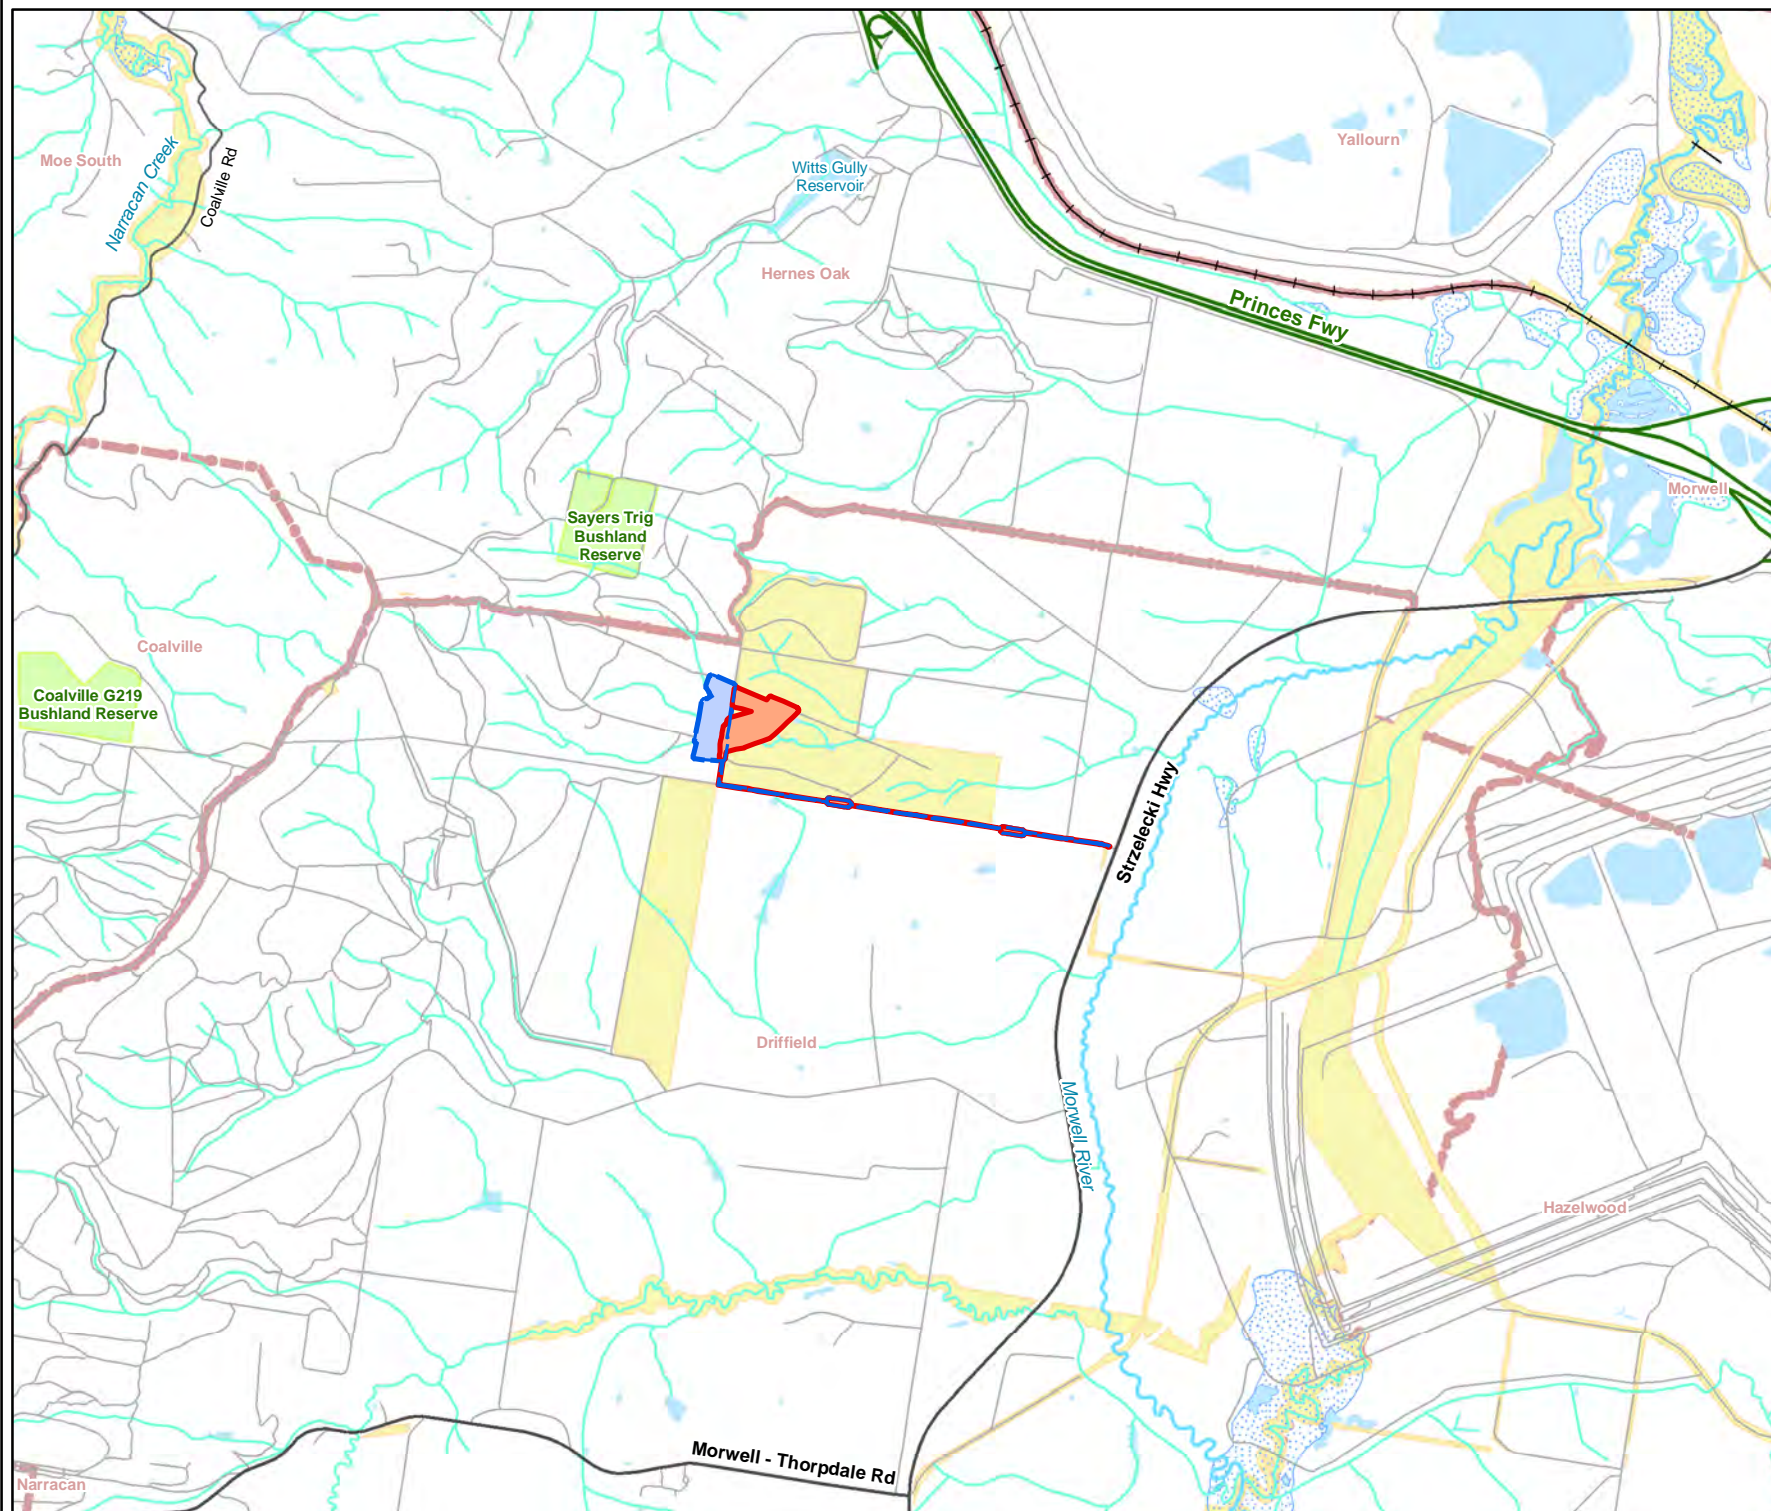 Moe South
Narracan Creek
Coalville Rd
Witts Gully
Reservoir
Yallourn
Hernes Oak
Princes Fwy
Morwell
Sayers Trig
Bushland
Reserve
Coalville
Coalville G219
Bushland Reserve
Strzelecki Hwy
Driffield
Morwell River
Hazelwood
Morwell - Thorpdale Rd
Narracan